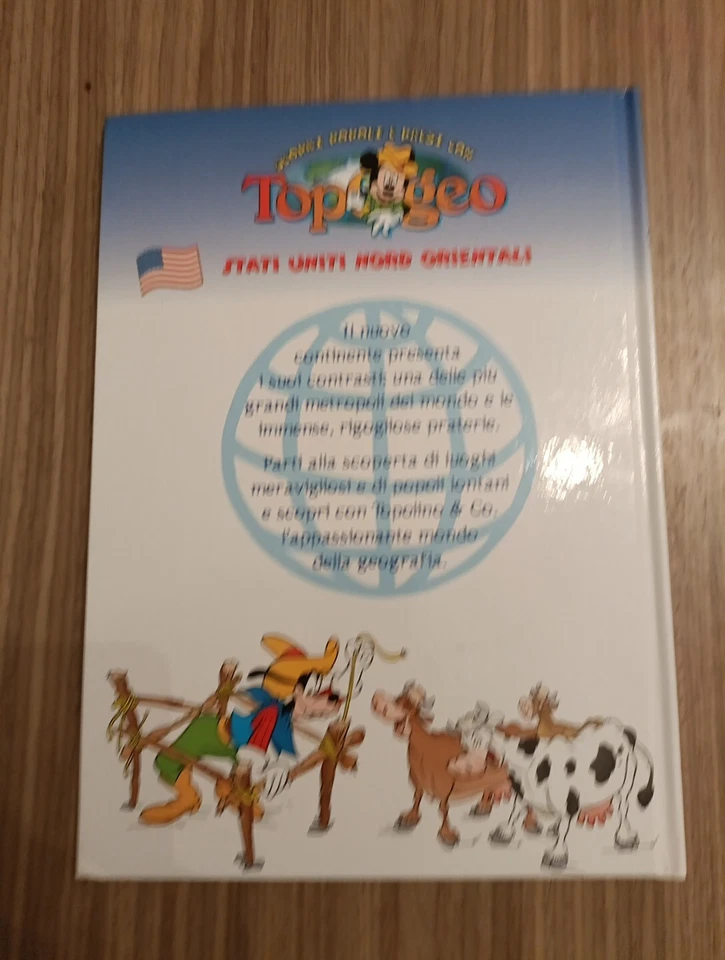 Topogeo
STATI UNITI NORD ORIENTALI
Il nuovo
continente presenta
i suoi contrasti: una delle più
grandi metropoli del mondo e le
immense, rigogliose praterie.
Parti alla scoperta di luoghi
meravigliosi e di popoli lontani
e scopri con Topolino & Co.
l'appassionante mondo
della geografia.